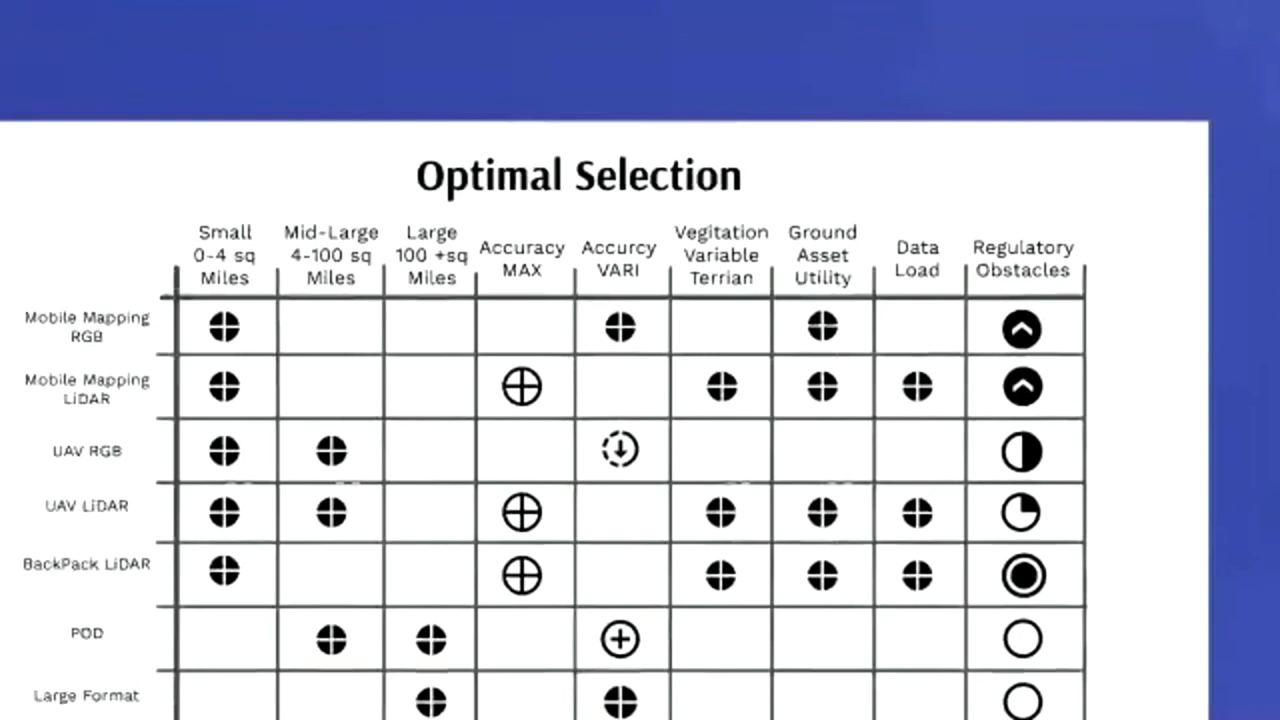 Optimal Selection
Small
0-4 sq
Miles
Mid-Large
4-100 sq
Miles
Large
100 +sq
Miles
Accuracy
MAX
Accurcy
VARI
Vegitation
Variable
Terrian
Ground
Asset
Utility
Data
Load
Regulatory
Obstacles
Mobile Mapping
RGB
Mobile Mapping
LiDAR
UAV RGB
UAV LiDAR
BackPack LiDAR
POD
Large Format